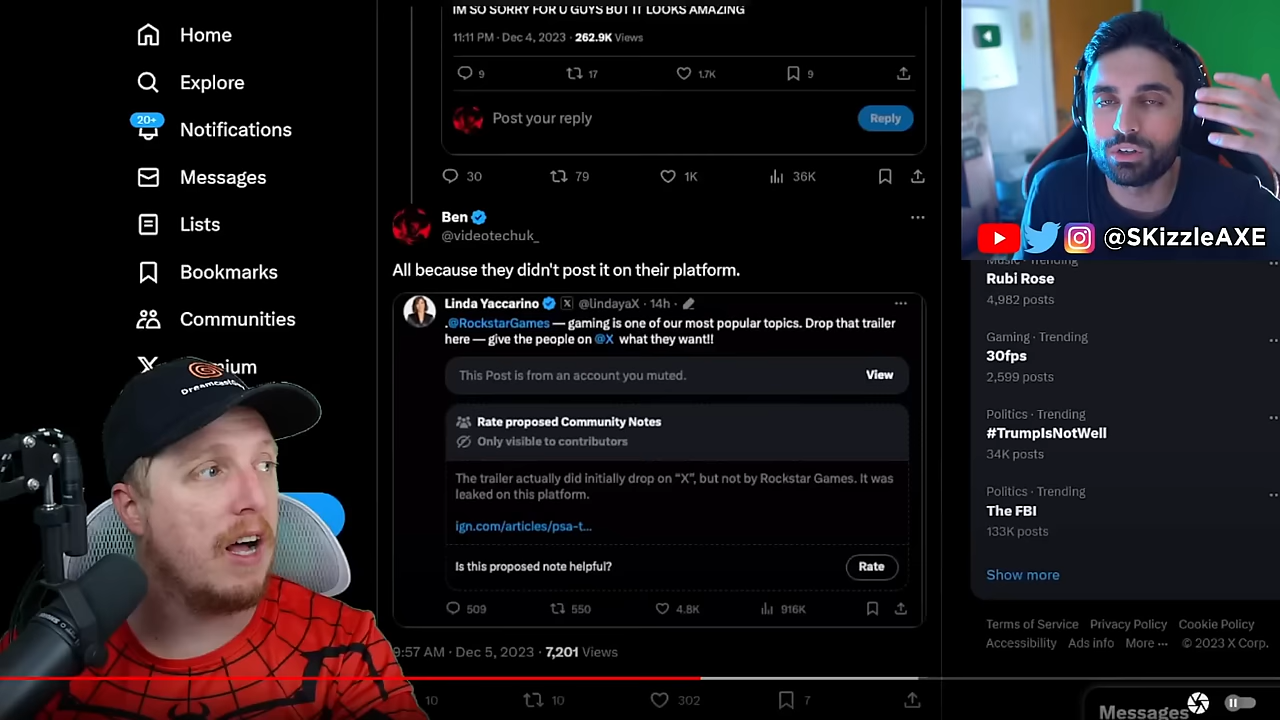 Home
Explore
20+
Notifications
Messages
Lists
Bookmarks
Communities
Dreamcast
IM SO SORRY FOR U GUYS BUT IT LOOKS AMAZING
11:11 PM · Dec 4, 2023 · 262.9K Views
9 17 1.7K 9
Post your reply
Reply
30 79 1K 36K
Ben
@videotechuk_
All because they didn't post it on their platform.
Linda Yaccarino X @lindayaX · 14h ·
.@RockstarGames — gaming is one of our most popular topics. Drop that trailer
here — give the people on @X what they want!!
This Post is from an account you muted.
View
Rate proposed Community Notes
Only visible to contributors
The trailer actually did initially drop on “X”, but not by Rockstar Games. It was
leaked on this platform.
ign.com/articles/psa-t...
Is this proposed note helpful?
Rate
509 550 4.8K 916K
9:57 AM · Dec 5, 2023 · 7,201 Views
10 10 302 7
@SKizzleAXE
Music · Trending
Rubi Rose
4,982 posts
Gaming · Trending
30fps
2,599 posts
Politics · Trending
#TrumpIsNotWell
34K posts
Politics · Trending
The FBI
133K posts
Show more
Terms of Service Privacy Policy Cookie Policy
Accessibility Ads info More ··· © 2023 X Corp.
Messages